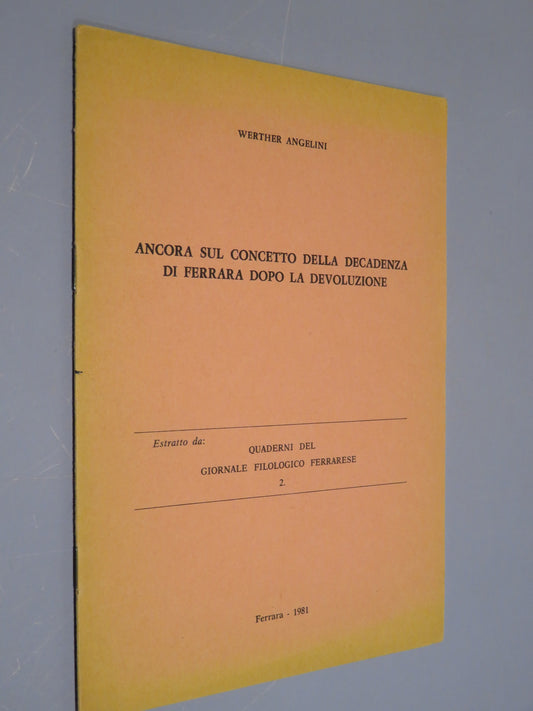 WERTHER ANGELINI
ANCORA SUL CONCETTO DELLA DECADENZA
DI FERRARA DOPO LA DEVOLUZIONE
Estratto da:
QUADERNI DEL
GIORNALE FILOLOGICO FERRARESE
2.
Ferrara - 1981